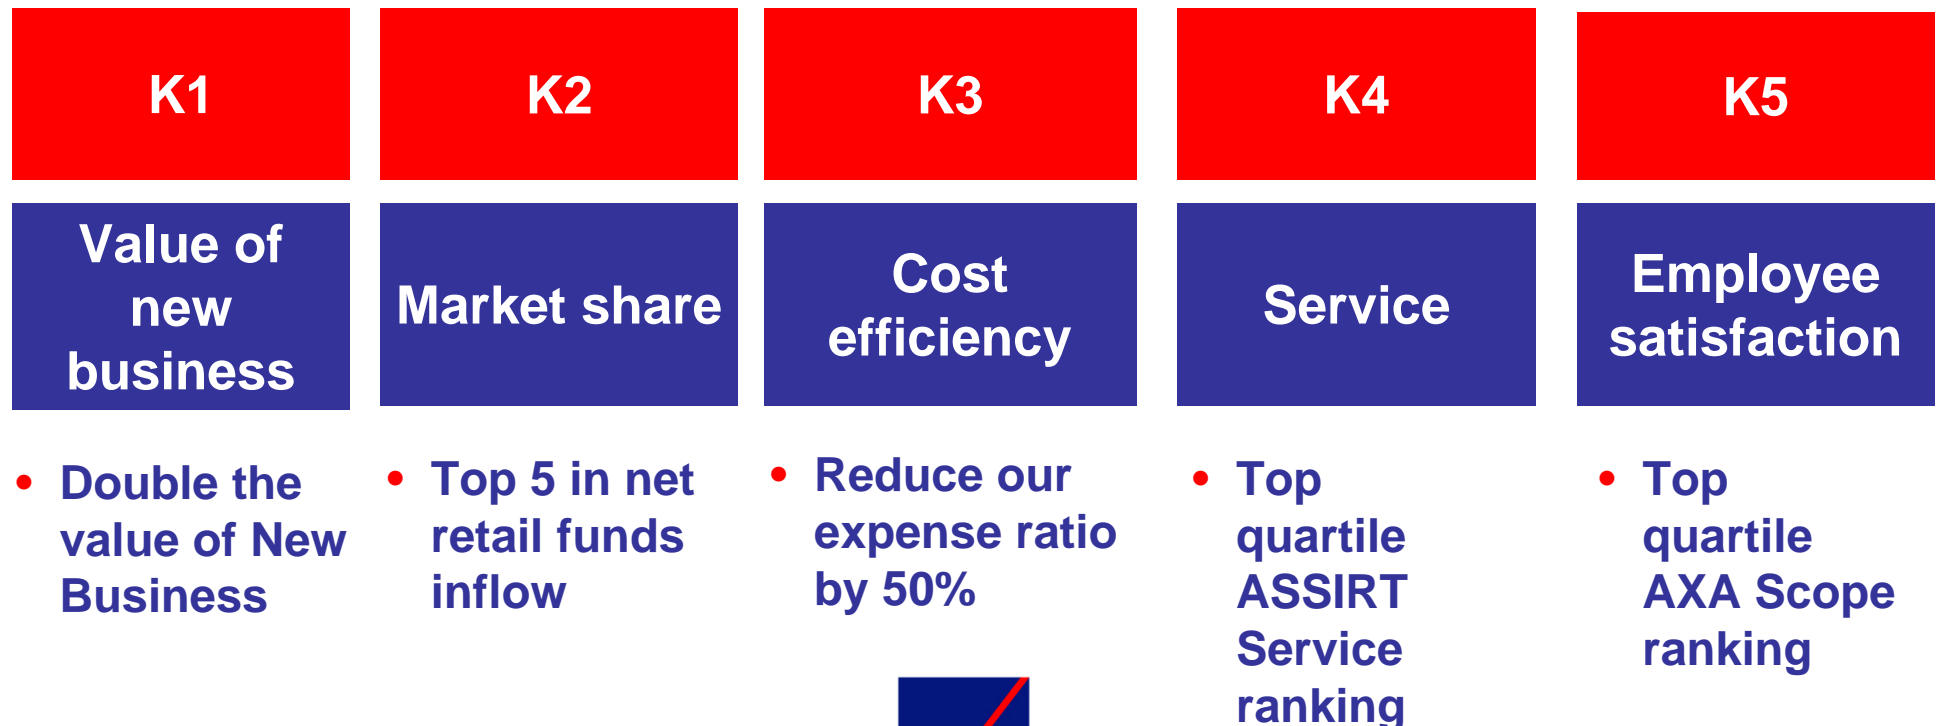 K1
K2
K3
K4
K5
Value of
new
business
Market share
Cost
efficiency
Service
Employee
satisfaction
• Double the
value of New
Business
• Top 5 in net
retail funds
inflow
• Reduce our
expense ratio
by 50%
• Top
quartile
ASSIRT
Service
ranking
• Top
quartile
AXA Scope
ranking